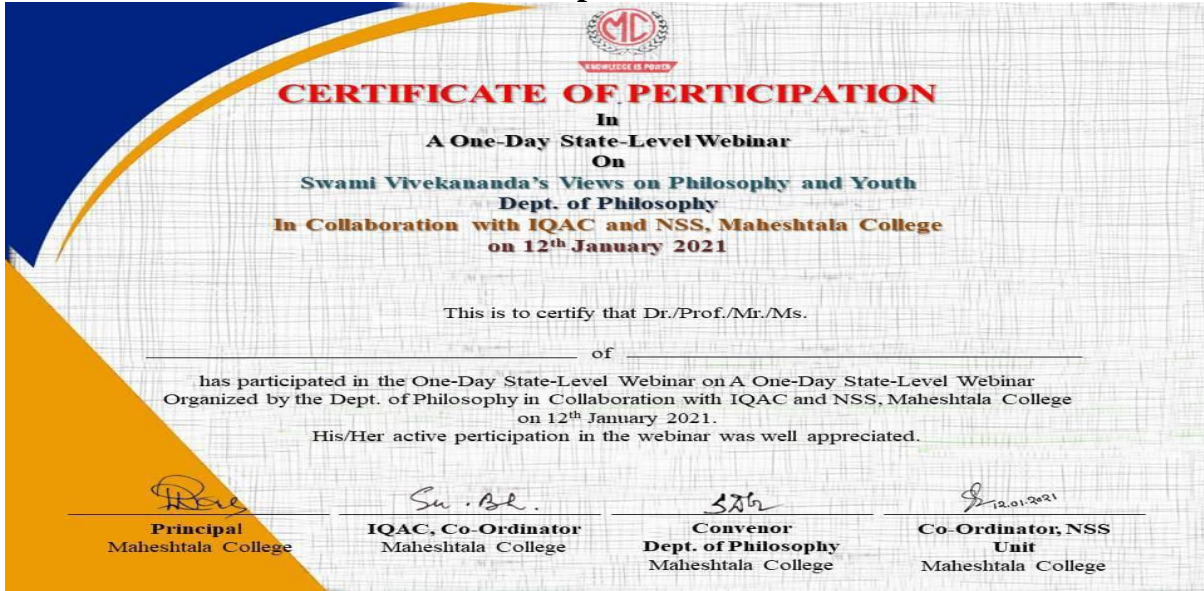 MC
KNOWLEDGE IS POWER
CERTIFICATE OF PERTICIPATION
In
A One-Day State-Level Webinar
On
Swami Vivekananda's Views on Philosophy and Youth
Dept. of Philosophy
In Collaboration with IQAC and NSS, Maheshtala College
on 12th January 2021
This is to certify that Dr./Prof./Mr./Ms.
of
has participated in the One-Day State-Level Webinar on A One-Day State-Level Webinar
Organized by the Dept. of Philosophy in Collaboration with IQAC and NSS, Maheshtala College
on 12th January 2021.
His/Her active perticipation in the webinar was well appreciated.
12.01.2021
Principal
Maheshtala College
IQAC, Co-Ordinator
Maheshtala College
Convenor
Dept. of Philosophy
Maheshtala College
Co-Ordinator, NSS
Unit
Maheshtala College